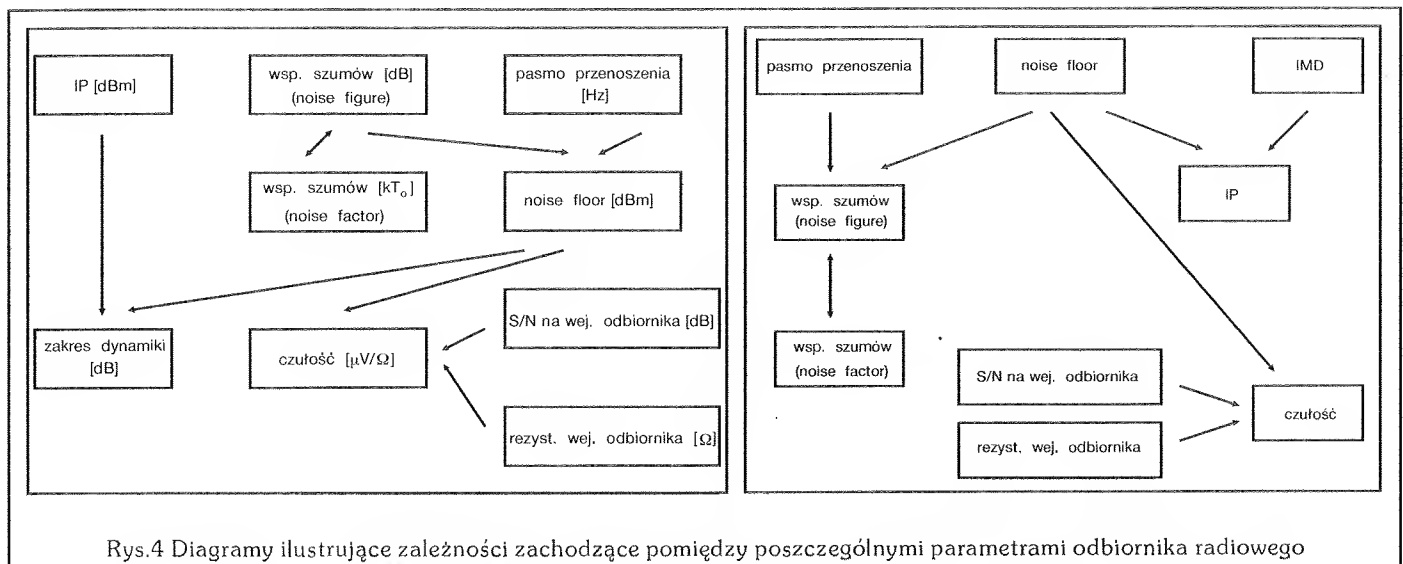 IP [dBm]
wsp. szumów [dB]
(noise figure)
pasmo przenoszenia
[Hz]
wsp. szumów [kTₒ]
(noise factor)
noise floor [dBm]
zakres dynamiki
[dB]
czułość [µV/Ω]
S/N na wej. odbiornika [dB]
rezyst. wej. odbiornika [Ω]
pasmo przenoszenia
noise floor
IMD
wsp. szumów
(noise figure)
IP
wsp. szumów
(noise factor)
S/N na wej. odbiornika
rezyst. wej. odbiornika
czułość
Rys.4 Diagramy ilustrujące zależności zachodzące pomiędzy poszczególnymi parametrami odbiornika radiowego